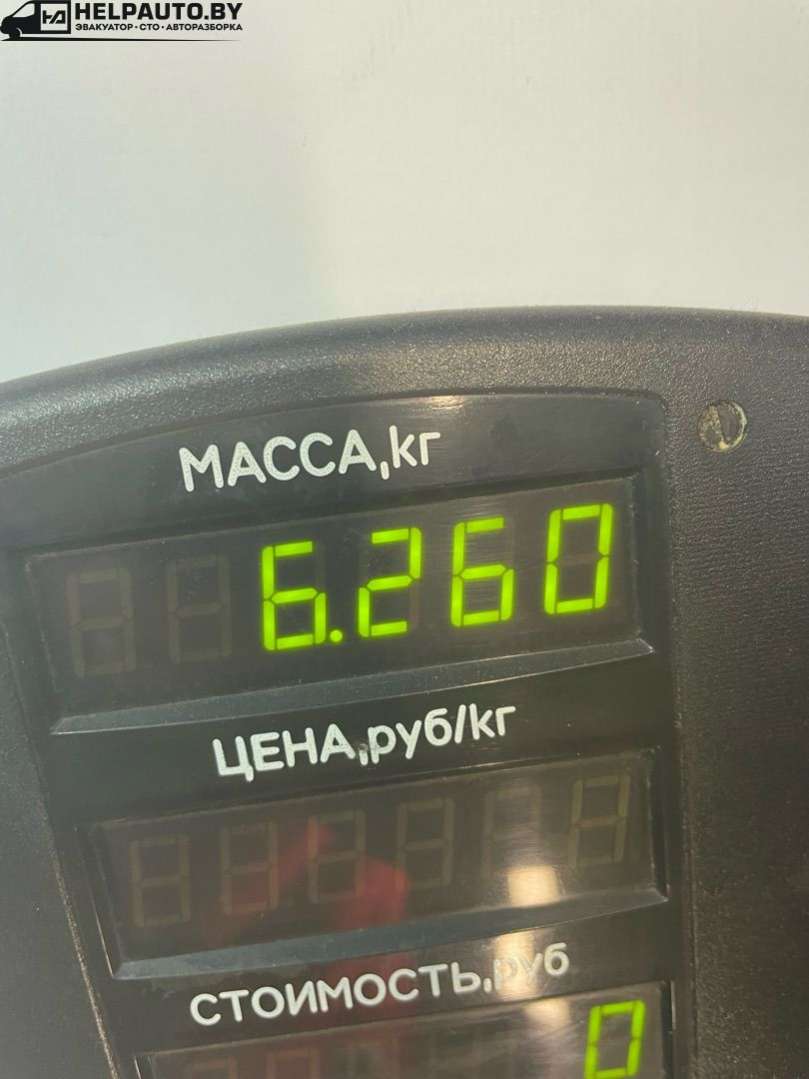 HELPAUTO.BY
ЭВАКУАТОР • СТО • АВТОРАЗБОРКА
МАССА,кг
6.260
ЦЕНА,руб/кг
СТОИМОСТЬ,руб
0